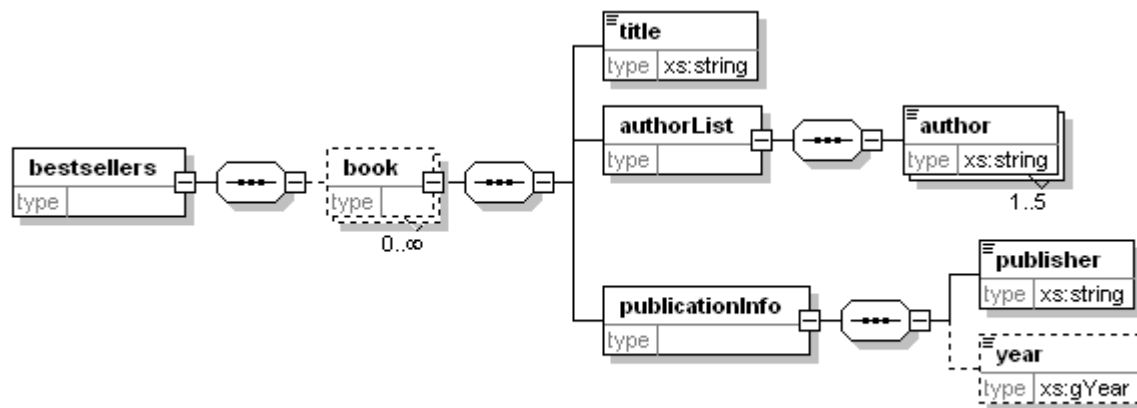 title
type xs:string
authorList
type
author
type xs:string
1..5
bestsellers
type
book
type
0..∞
publicationInfo
type
publisher
type xs:string
year
type xs:gYear